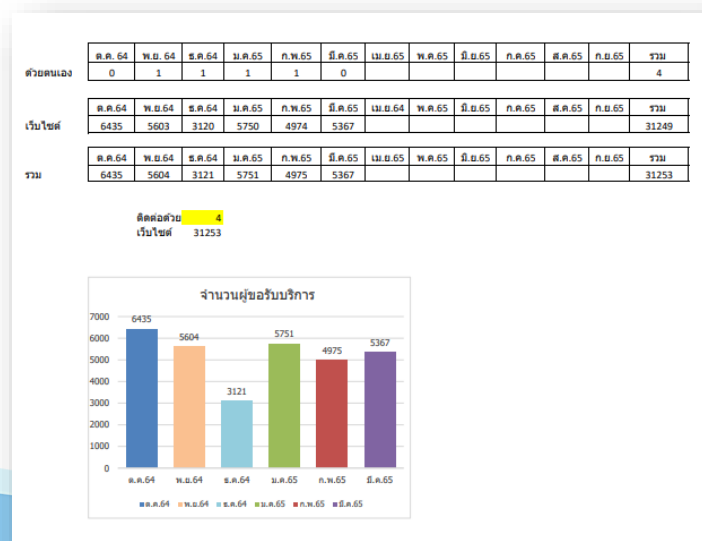 ต.ค. 64 พ.ย. 64 ธ.ค.64 ม.ค.65 ก.พ.65 มี.ค.65 เม.ย.65 พ.ค.65 มิ.ย.65 ก.ค.65 ส.ค.65 ก.ย.65 รวม
ด้วยตนเอง 0 1 1 1 1 0 4
ต.ค.64 พ.ย.64 ธ.ค.64 ม.ค.65 ก.พ.65 มี.ค.65 เม.ย.64 พ.ค.65 มิ.ย.65 ก.ค.65 ส.ค.65 ก.ย.65 รวม
เว็บไซต์ 6435 5603 3120 5750 4974 5367 31249
ต.ค.64 พ.ย.64 ธ.ค.64 ม.ค.65 ก.พ.65 มี.ค.65 เม.ย.65 พ.ค.65 มิ.ย.65 ก.ค.65 ส.ค.65 ก.ย.65 รวม
รวม 6435 5604 3121 5751 4975 5367 31253
ติดต่อด้วย 4
เว็บไซต์ 31253
จำนวนผู้ขอรับบริการ
7000
6000
5000
4000
3000
2000
1000
0
6435 5604 3121 5751 4975 5367
ต.ค.64 พ.ย.64 ธ.ค.64 ม.ค.65 ก.พ.65 มี.ค.65
ต.ค.64 พ.ย.64 ธ.ค.64 ม.ค.65 ก.พ.65 มี.ค.65